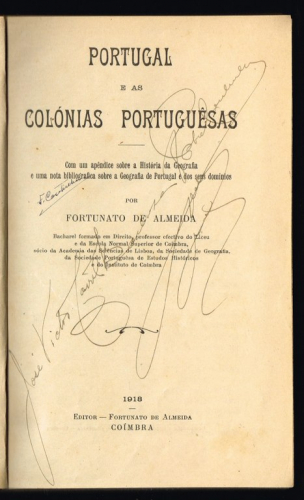 PORTUGAL
E AS
COLÓNIAS PORTUGUÊSAS
Com um apêndice sobre a História da Geografia
e uma nota bibliográfica sobre a Geografia de Portugal e dos seus domínios
POR
FORTUNATO DE ALMEIDA
Bacharel formado em Direito, professor efectivo do Liceu
e da Escola Normal Superior de Coimbra,
sócio da Academia das Sciências de Lisboa, da Sociedade de Geografia,
da Sociedade Portuguesa de Estudos Históricos
e do Instituto de Coimbra
José Victor
1918
EDITOR — FORTUNATO DE ALMEIDA
COÍMBRA